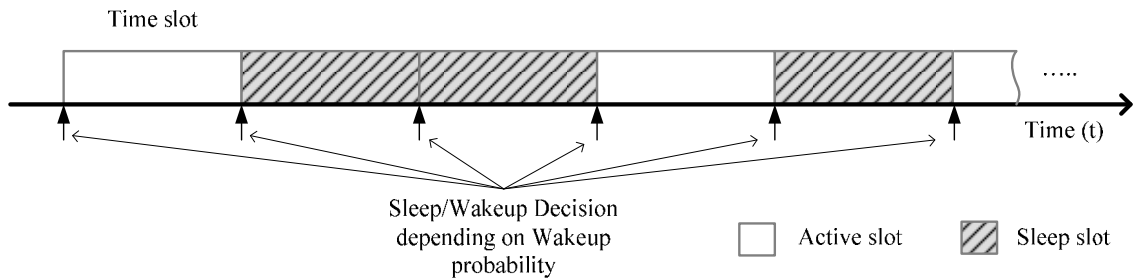 Time slot
.....
Time (t)
Sleep/Wakeup Decision
depending on Wakeup
probability
Active slot
Sleep slot